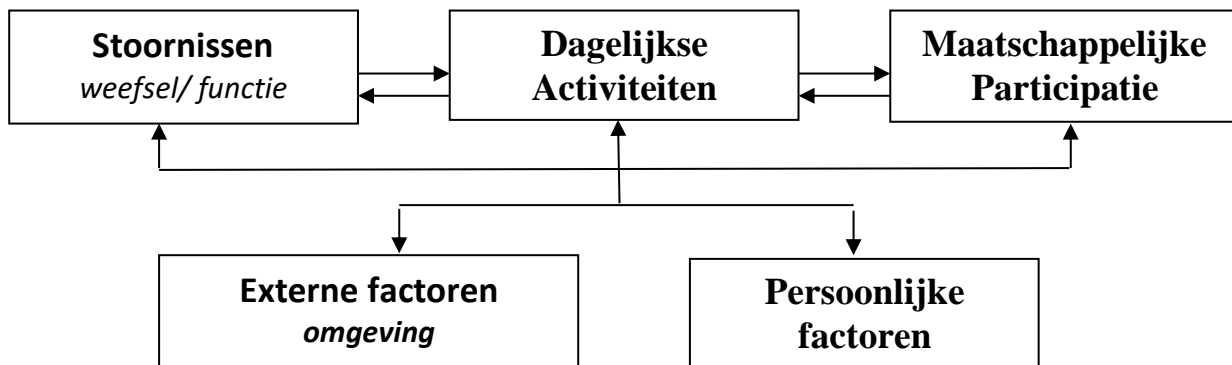 Stoornissen
weefsel/ functie
Dagelijkse
Activiteiten
Maatschappelijke
Participatie
Externe factoren
omgeving
Persoonlijke
factoren